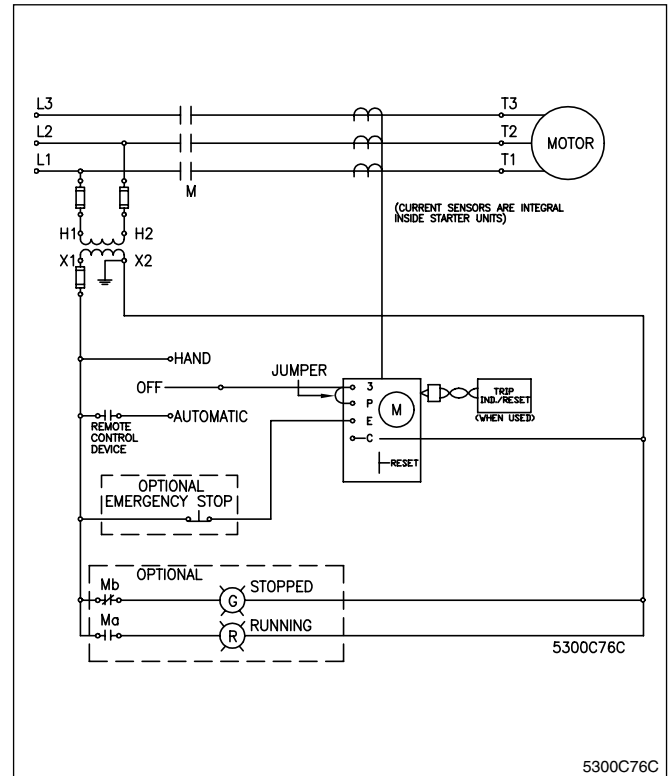 L3
T3
L2
T2
MOTOR
L1
T1
M
(CURRENT SENSORS ARE INTEGRAL
INSIDE STARTER UNITS)
H1
H2
X1
X2
HAND
JUMPER
OFF
3
P
M
TRIP
IND./RESET
(WHEN USED)
AUTOMATIC
E
REMOTE
CONTROL
DEVICE
C
RESET
OPTIONAL
EMERGENCY STOP
OPTIONAL
Mb
STOPPED
G
Ma
RUNNING
R
5300C76C
5300C76C